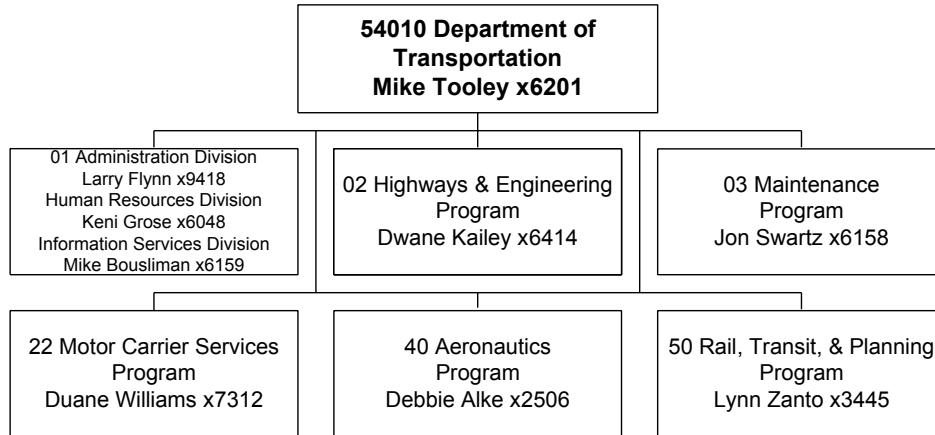 54010 Department of
Transportation
Mike Tooley x6201
01 Administration Division
Larry Flynn x9418
Human Resources Division
Keni Grose x6048
Information Services Division
Mike Bousliman x6159
02 Highways & Engineering
Program
Dwane Kailey x6414
03 Maintenance
Program
Jon Swartz x6158
22 Motor Carrier Services
Program
Duane Williams x7312
40 Aeronautics
Program
Debbie Alke x2506
50 Rail, Transit, & Planning
Program
Lynn Zanto x3445